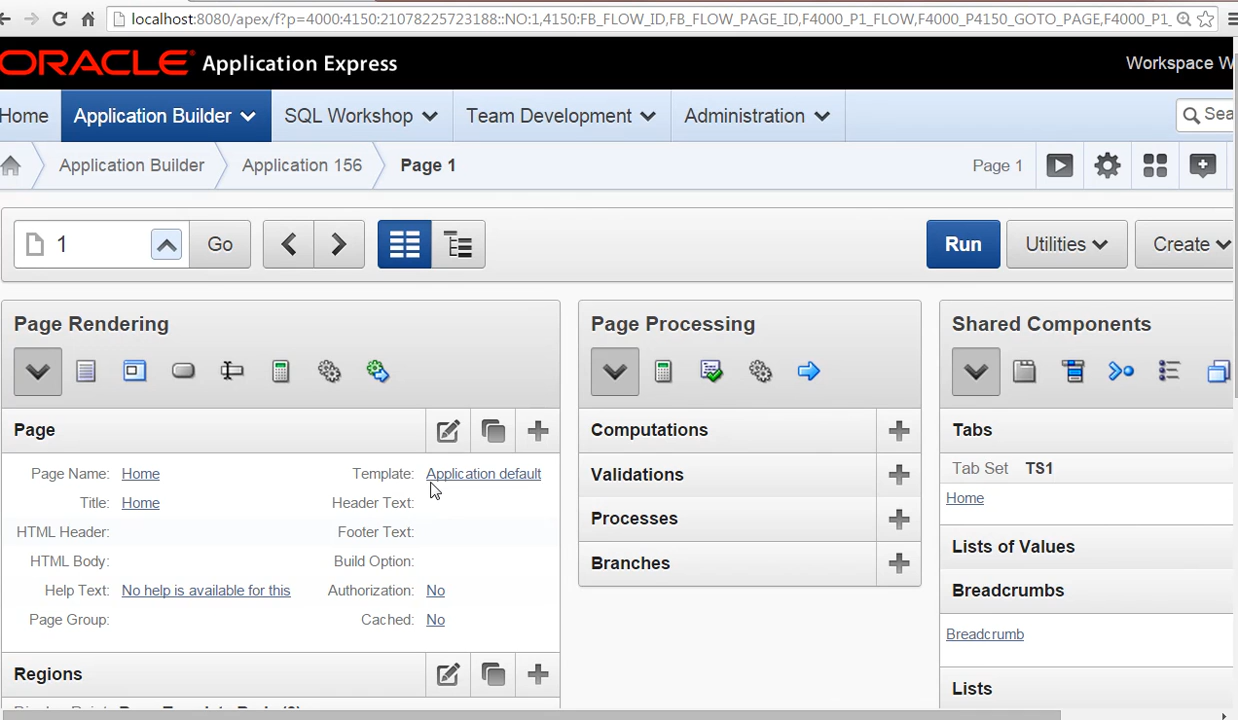 localhost:8080/apex/f?p=4000:4150:21078225723188::NO:1,4150:FB_FLOW_ID,FB_FLOW_PAGE_ID,F4000_P1_FLOW,F4000_P4150_GOTO_PAGE,F4000_P1_
ORACLE Application Express
Workspace W
Home
Application Builder
SQL Workshop
Team Development
Administration
Sea
Application Builder
Application 156
Page 1
Page 1
1
Go
Run
Utilities
Create
Page Rendering
Page
Page Name: Home
Template: Application default
Title: Home
Header Text:
HTML Header:
Footer Text:
HTML Body:
Build Option:
Help Text: No help is available for this
Authorization: No
Page Group:
Cached: No
Regions
Page Processing
Computations
Validations
Processes
Branches
Shared Components
Tabs
Tab Set TS1
Home
Lists of Values
Breadcrumbs
Breadcrumb
Lists